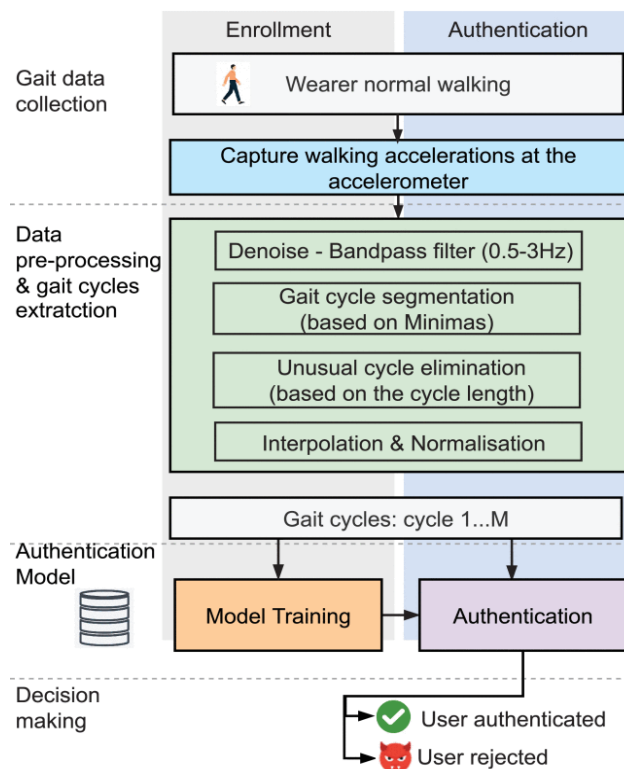 Enrollment
Authentication
Gait data
collection
Wearer normal walking
Capture walking accelerations at the
accelerometer
Data
pre-processing
& gait cycles
extratction
Denoise - Bandpass filter (0.5-3Hz)
Gait cycle segmentation
(based on Minimas)
Unusual cycle elimination
(based on the cycle length)
Interpolation & Normalisation
Gait cycles: cycle 1...M
Authentication
Model
Model Training
Authentication
Decision
making
User authenticated
User rejected